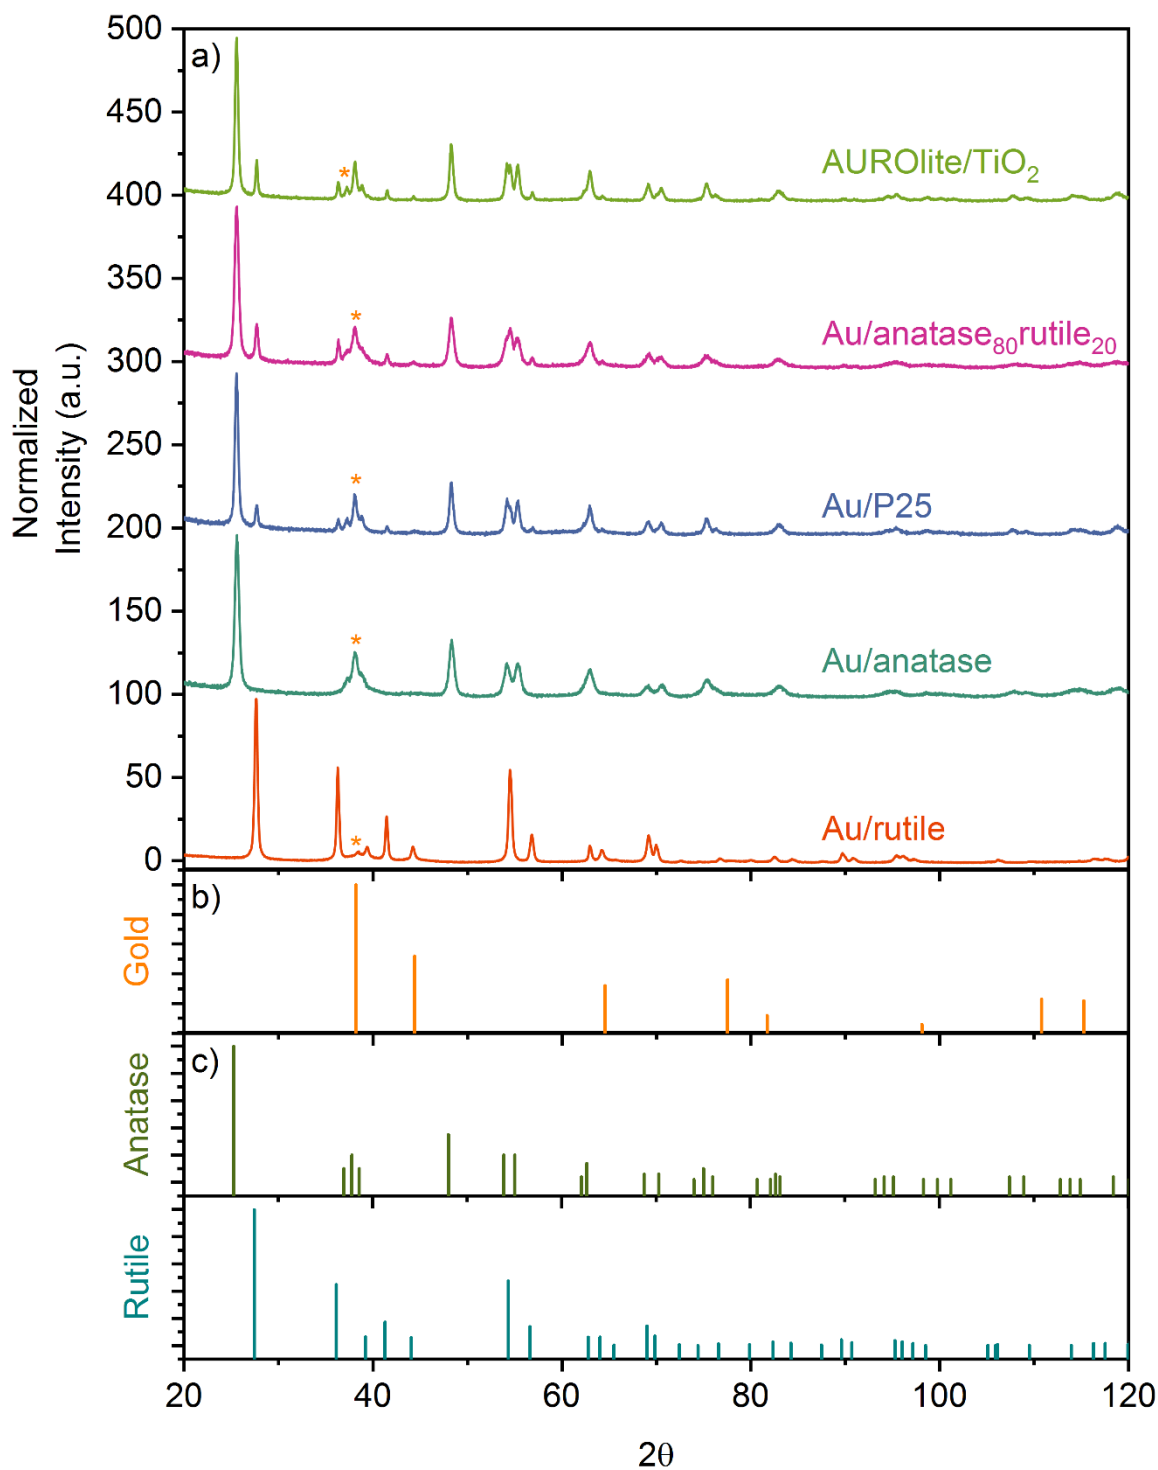 a)
500
450
400
350
300
250
200
150
100
50
0
Normalized
Intensity (a.u.)
*
AUROlite/TiO₂
*
Au/anatase₈₀rutile₂₀
*
Au/P25
*
Au/anatase
*
Au/rutile
b)
Gold
c)
Anatase
Rutile
20 40 60 80 100 120
2θ